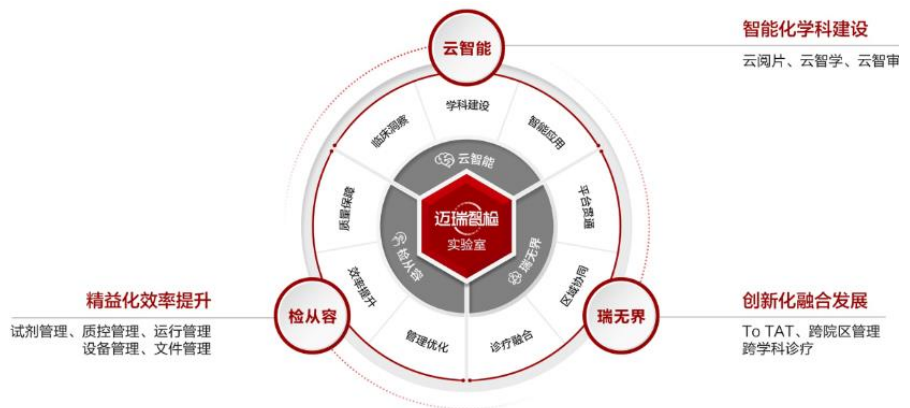 云智能
智能化学科建设
云阅片、云智学、云智审
学科建设
临床洞察
智能应用
云智能
质量保障
平台贯通
迈瑞智检
实验室
检从容
瑞无界
效率提升
区域协同
管理优化
诊疗融合
精益化效率提升
检从容
试剂管理、质控管理、运行管理
设备管理、文件管理
瑞无界
创新化融合发展
To TAT、跨院区管理
跨学科诊疗